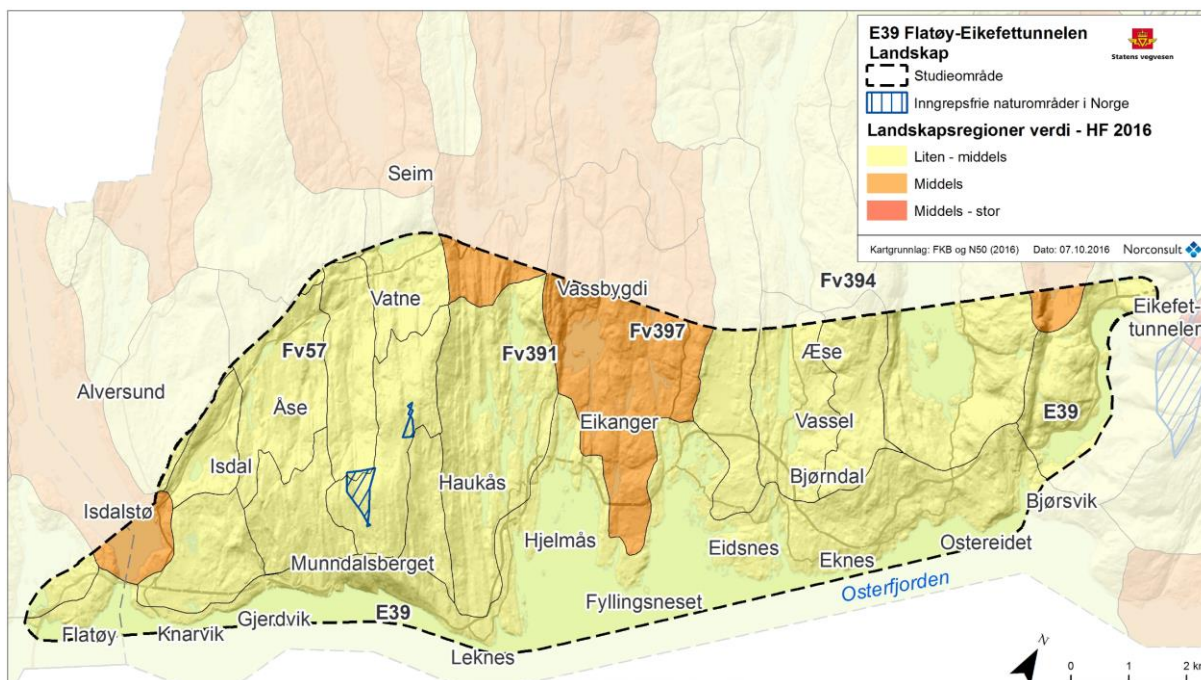 E39 Flatøy-Eikefettunnelen
Landskap
Statens vegvesen
Studieområde
Inngrepsfrie naturområder i Norge
Landskapsregioner verdi - HF 2016
Liten - middels
Middels
Middels - stor
Kartgrunnlag: FKB og N50 (2016) Dato: 07.10.2016 Norconsult
Seim
Fv394
Vassbygdi
Vatne
Eikefet-
tunnelen
Fv397
Fv57
Fv391
Æse
Alversund
Åse
E39
Eikanger
Vassel
Isdal
Haukås
Bjørndal
Bjørsvik
Isdalstø
Hjelmås
Eidsnes
Ostereidet
Munndalsberget
Eknes
Osterfjorden
Fyllingsneset
Gjerdvik
E39
Flatøy
Knarvik
Leknes
N
0 1 2 km